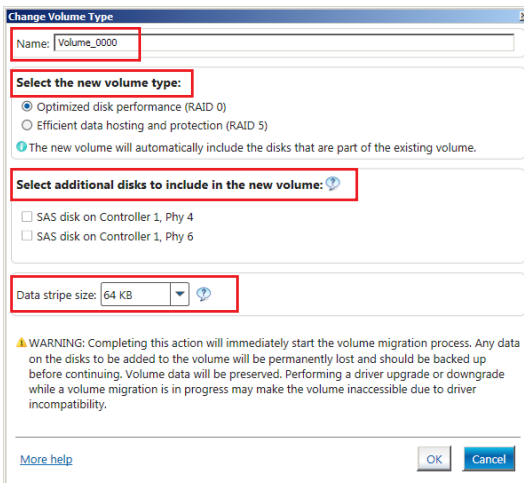 Change Volume Type
Name: Volume_0000
Select the new volume type:
Optimized disk performance (RAID 0)
Efficient data hosting and protection (RAID 5)
The new volume will automatically include the disks that are part of the existing volume.
Select additional disks to include in the new volume:
SAS disk on Controller 1, Phy 4
SAS disk on Controller 1, Phy 6
Data stripe size: 64 KB
WARNING: Completing this action will immediately start the volume migration process. Any data
on the disks to be added to the volume will be permanently lost and should be backed up
before continuing. Volume data will be preserved. Performing a driver upgrade or downgrade
while a volume migration is in progress may make the volume inaccessible due to driver
incompatibility.
More help OK Cancel